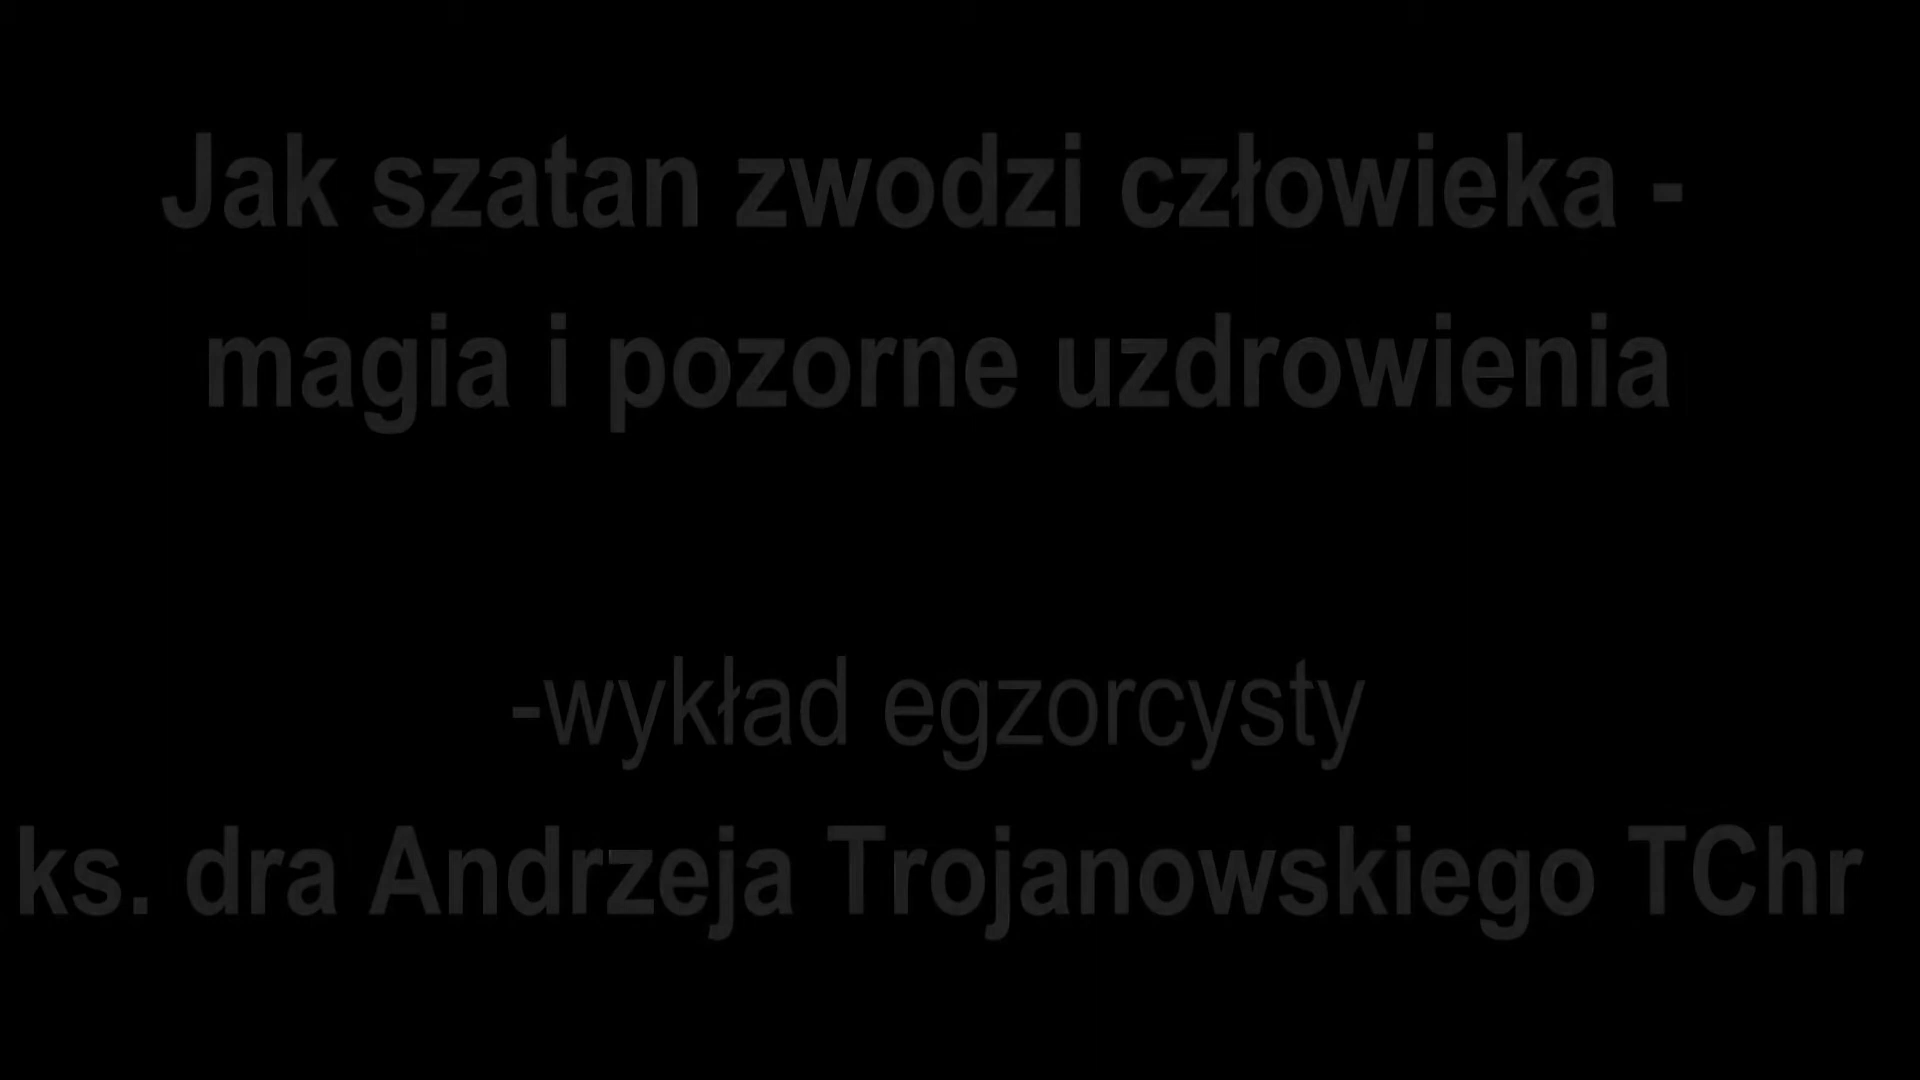 Jak szatan zwodzi człowieka -
magia i pozorne uzdrowienia
-wykład egzorcysty
ks. dra Andrzeja Trojanowskiego TChr